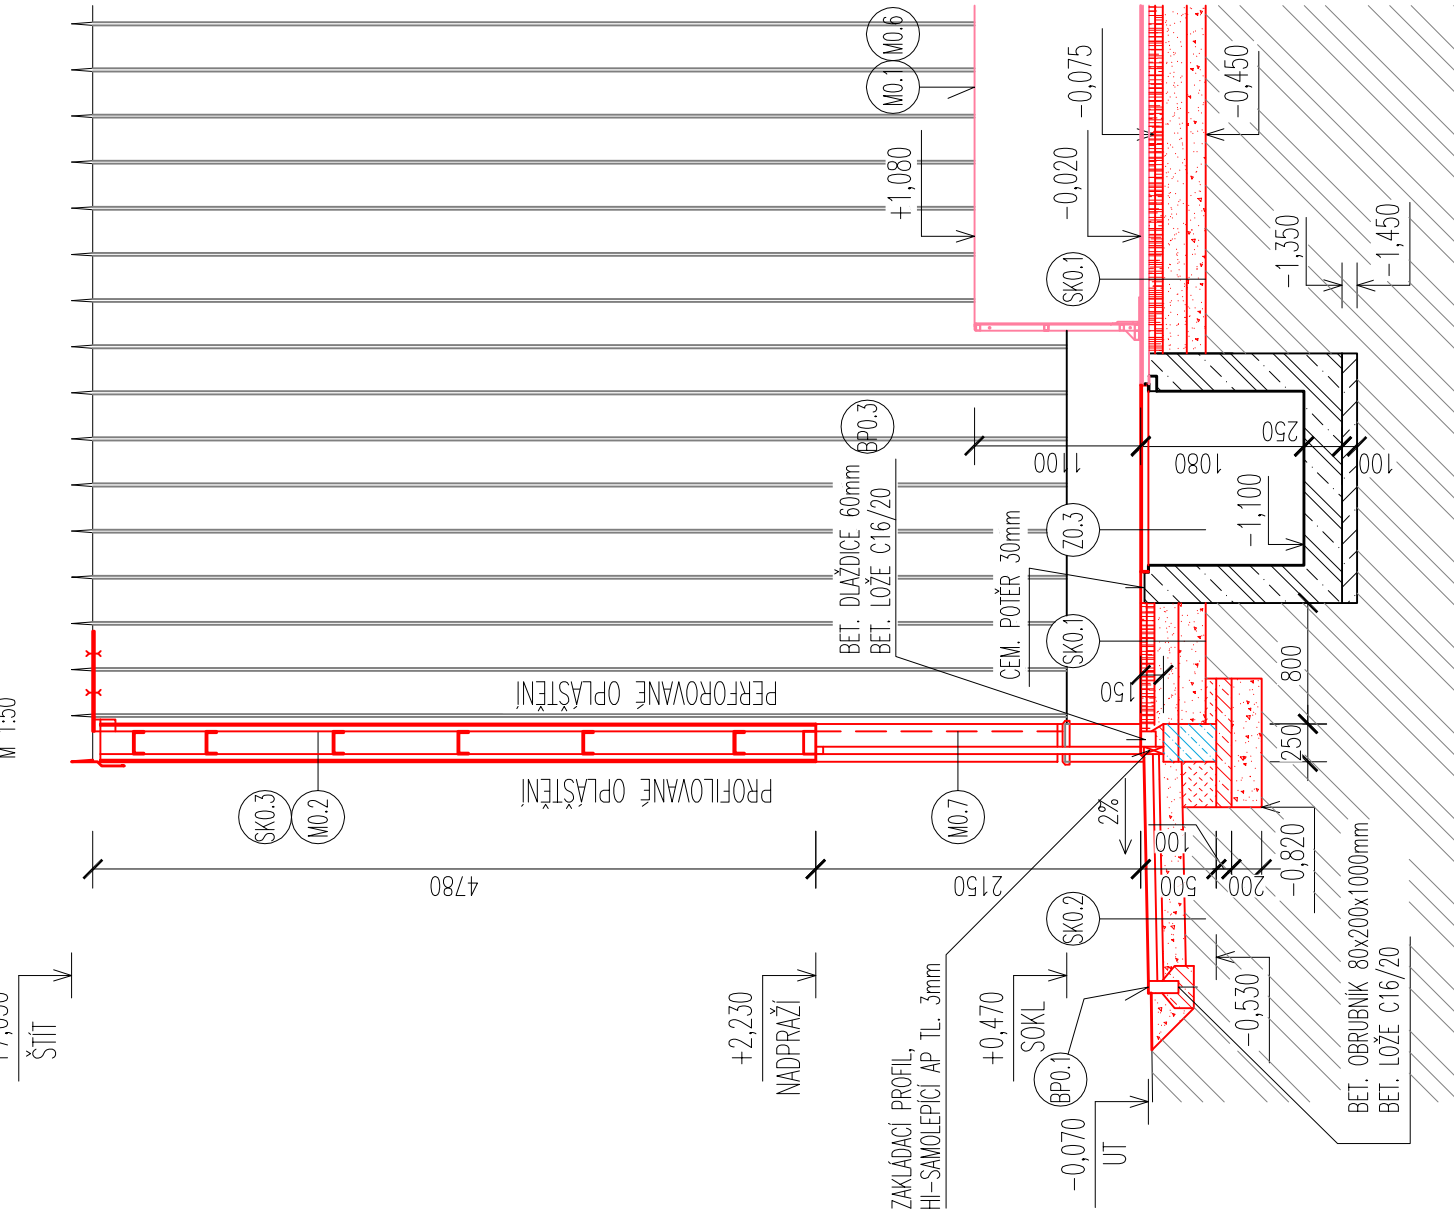 M 1:50
ŠTÍT
+2,230
NADPRAŽÍ
+0,470
SOKL
-0,070
UT
ZAKLÁDACÍ PROFIL,
HI-SAMOLEPÍCÍ AP TL. 3mm
BP0.1
SK0.2
SK0.3
M0.2
M0.7
4780
2150
500
100
200
2%
-0,820
-0,530
BET. OBRUBNÍK 80x200x1000mm
BET. LOŽE C16/20
PROFILOVANÉ OPLÁŠTĚNÍ
PERFOROVANÉ OPLÁŠTĚNÍ
BET. DLAŽDICE 60mm
BET. LOŽE C16/20
BP0.3
CEM. POTĚR 30mm
SK0.1
150
250
800
Z0.3
1100
1080
250
100
-1,100
M0.1
M0.6
+1,080
-0,020
-0,075
-0,450
SK0.1
-1,350
-1,450